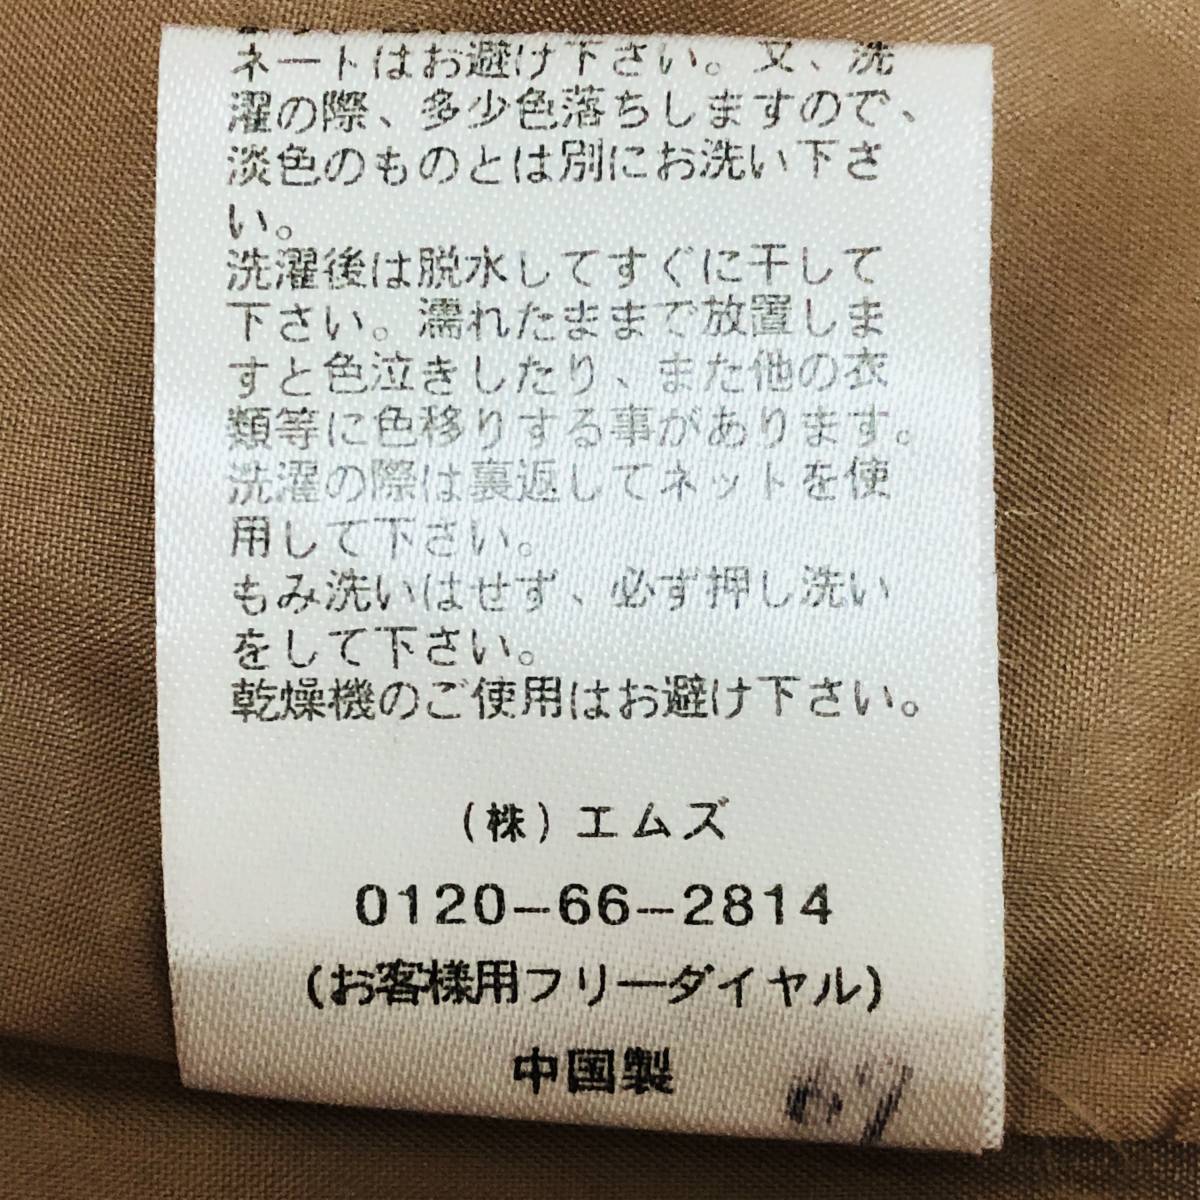 ネートはお避け下さい。又、洗
濯の際、多少色落ちしますので、
淡色のものとは別にお洗い下さ
い。
洗濯後は脱水してすぐに干して
下さい。濡れたままで放置しま
すと色泣きしたり、また他の衣
類等に色移りする事があります。
洗濯の際は裏返してネットを使
用して下さい。
もみ洗いはせず、必ず押し洗い
をして下さい。
乾燥機のご使用はお避け下さい。
(株)エムズ
0120-66-2814
(お客様用フリーダイヤル)
中国製
67